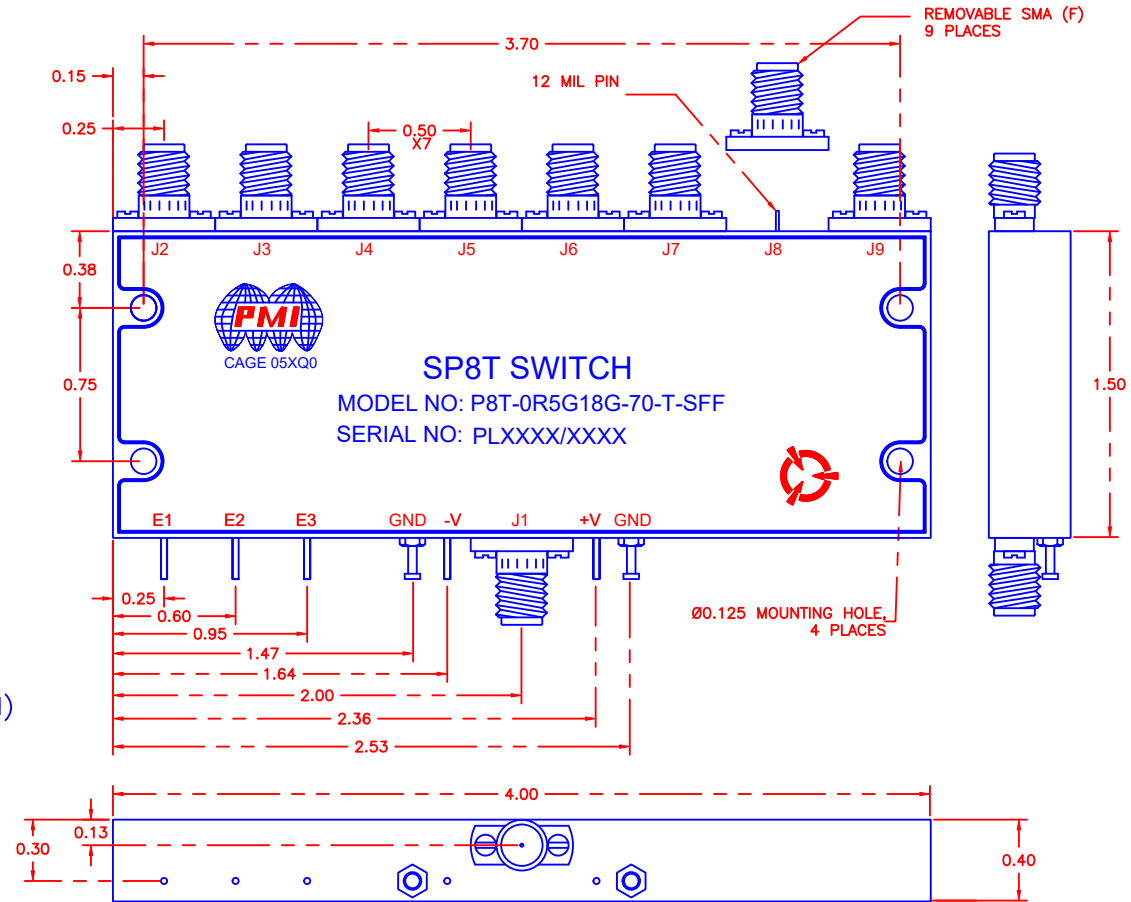 REMOVABLE SMA (F)
9 PLACES
3.70
0.15
12 MIL PIN
0.25
0.50
X7
J2 J3 J4 J5 J6 J7 J8 J9
0.38
PMI
CAGE 05XQ0
SP8T SWITCH
0.75
1.50
MODEL NO: P8T-0R5G18G-70-T-SFF
SERIAL NO: PLXXXX/XXXX
E1 E2 E3 GND -V J1 +V GND
0.25
0.60
Ø0.125 MOUNTING HOLE,
4 PLACES
0.95
1.47
1.64
2.00
2.36
2.53
4.00
0.13
0.30
0.40